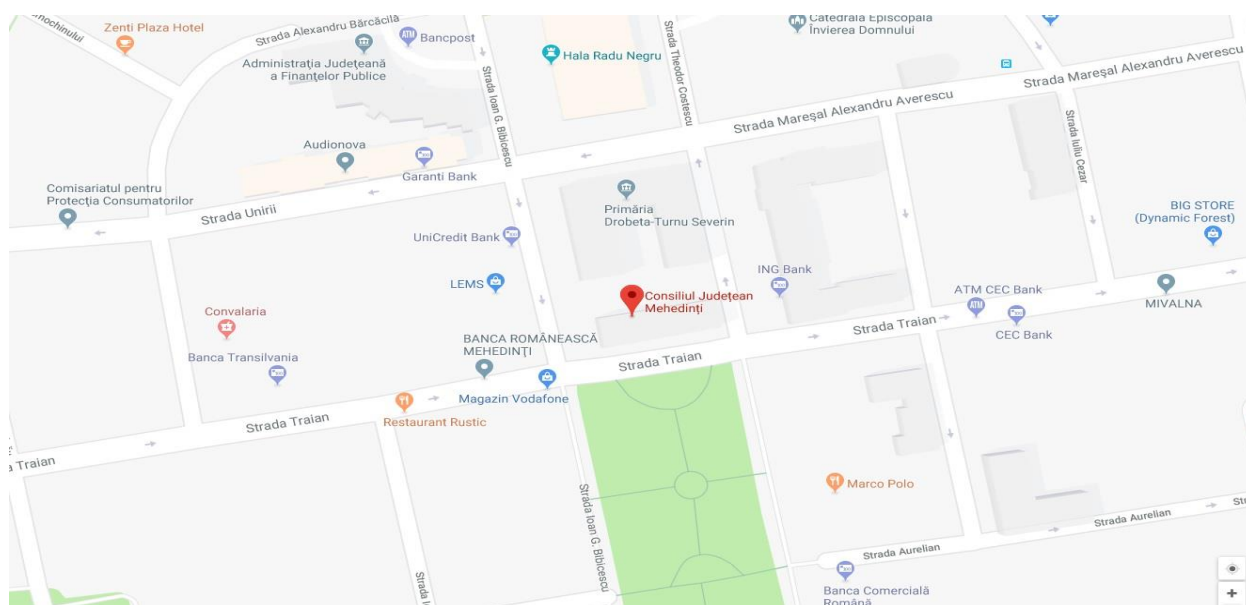 Catedrala Episcopală
Învierea Domnului
Zenti Plaza Hotel
Strada Alexandru Bărcăcilă
Bancpost
Administrația Județeană
a Finanțelor Publice
Hala Radu Negru
Strada Theodor Costescu
Strada Ioan G. Bibicescu
Strada Mareșal Alexandru Averescu
Strada Mareșal Alexandru Averescu
Strada Iuliu Cezar
Audionova
Garanti Bank
Comisariatul pentru
Protecția Consumatorilor
Strada Unirii
Primăria
Drobeta-Turnu Severin
UniCredit Bank
BIG STORE
(Dynamic Forest)
LEMS
ING Bank
Consiliul Județean
Mehedinți
ATM CEC Bank
MIVALNA
CEC Bank
Convalaria
Banca Transilvania
BANCA ROMÂNEASCĂ
MEHEDINŢI
Strada Traian
Strada Traian
Magazin Vodafone
Restaurant Rustic
Strada Traian
Traian
Marco Polo
Strada Ioan G. Bibicescu
Strada Aurelian
Strada Aurelian
Banca Comercială
Română
ATM
ATM